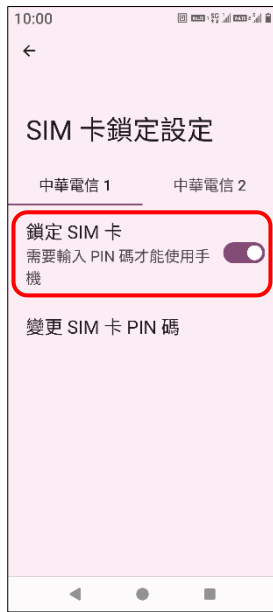 10:00
SIM 卡鎖定設定
中華電信 1 中華電信 2
鎖定 SIM 卡
需要輸入 PIN 碼才能使用手
機
變更 SIM 卡 PIN 碼